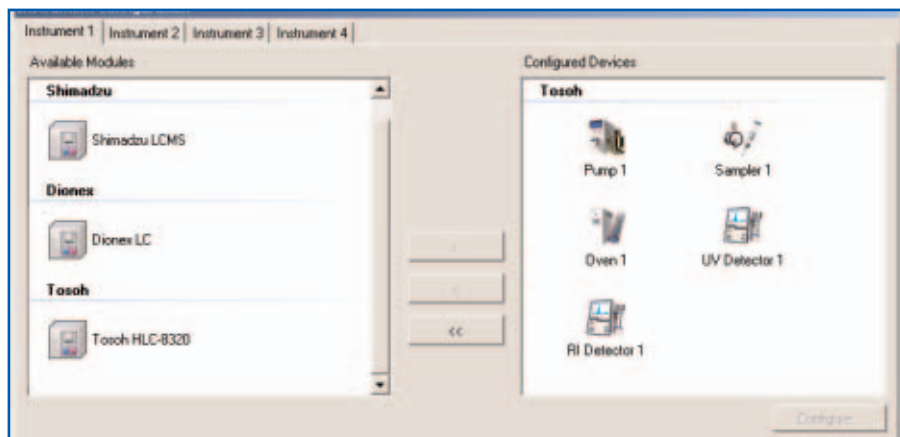 Instrument 1 Instrument 2 Instrument 3 Instrument 4
Available Modules
Shimadzu
Shimadzu LCMS
Dionex
Dionex LC
Tosoh
Tosoh HLC-8320
<<
Configured Devices
Tosoh
Pump 1 Sampler 1
Oven 1 UV Detector 1
RI Detector 1
Configure